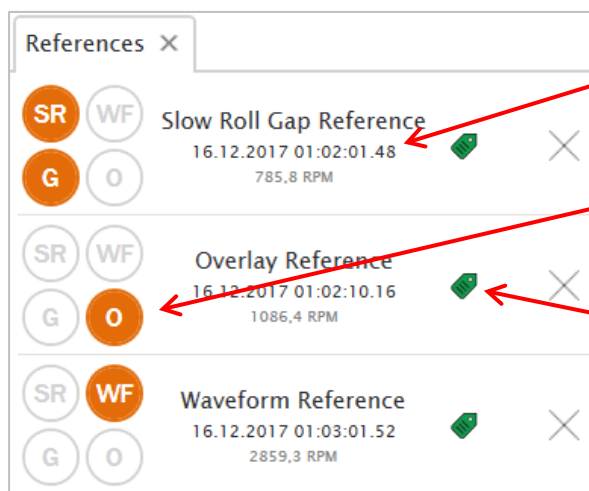 References ×
SR WF
Slow Roll Gap Reference
16.12.2017 01:02:01.48
G O
785,8 RPM
SR WF
Overlay Reference
16.12.2017 01:02:10.16
G O
1086,4 RPM
SR WF
Waveform Reference
16.12.2017 01:03:01.52
G O
2859,3 RPM